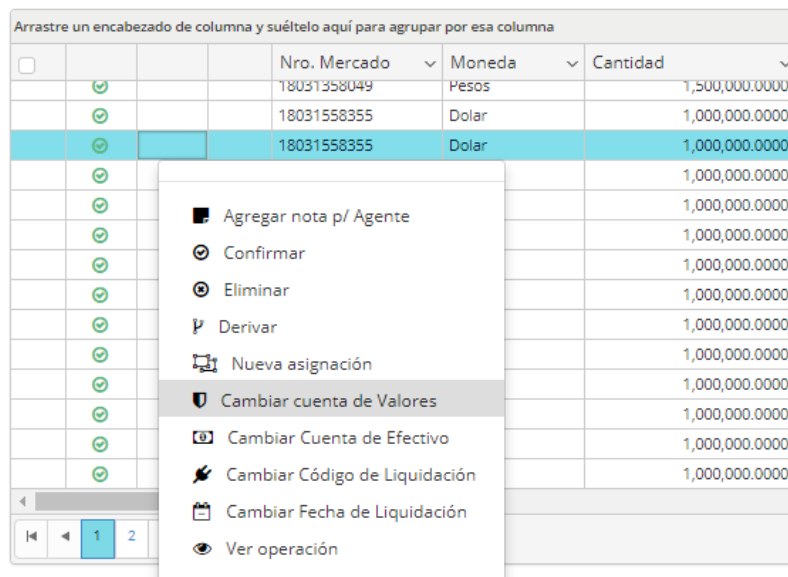 Arrastre un encabezado de columna y suéltelo aquí para agrupar por esa columna
Nro. Mercado Moneda Cantidad
18031358049 Pesos 1,500,000.0000
18031558355 Dolar 1,000,000.0000
18031558355 Dolar 1,000,000.0000
1,000,000.0000
1,000,000.0000
1,000,000.0000
1,000,000.0000
1,000,000.0000
1,000,000.0000
1,000,000.0000
1,000,000.0000
1,000,000.0000
1,000,000.0000
1,000,000.0000
Agregar nota p/ Agente
Confirmar
Eliminar
Derivar
Nueva asignación
Cambiar cuenta de Valores
Cambiar Cuenta de Efectivo
Cambiar Código de Liquidación
Cambiar Fecha de Liquidación
Ver operación
1 2